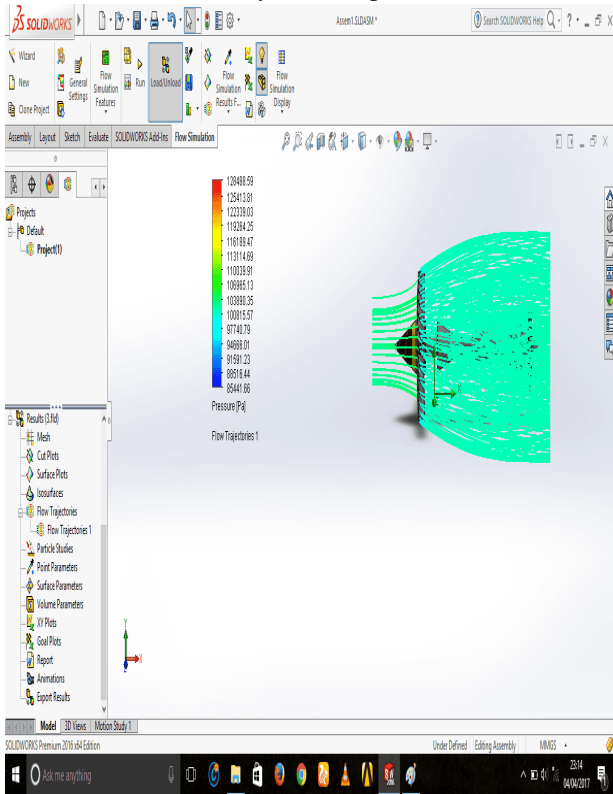 SOLIDWORKS
Assem1.SLDASM *
Search SOLIDWORKS Help
Wizard
New
Clone Project
General Settings
Flow Simulation Features
Run
Load/Unload
Flow Simulation Results F...
Flow Simulation Display
Assembly Layout Sketch Evaluate SOLIDWORKS Add-Ins Flow Simulation
Projects
Default
Project(1)
128488.59
125413.81
122339.03
119264.25
116189.47
113114.69
110039.91
106965.13
103890.35
100815.57
97740.79
94666.01
91591.23
88516.44
85441.66
Pressure [Pa]
Flow Trajectories 1
Results (3.fld)
Mesh
Cut Plots
Surface Plots
Isosurfaces
Flow Trajectories
Flow Trajectories 1
Particle Studies
Point Parameters
Surface Parameters
Volume Parameters
XY Plots
Goal Plots
Report
Animations
Export Results
Y
X
Model 3D Views Motion Study 1
SOLIDWORKS Premium 2016 x64 Edition
Under Defined Editing Assembly MMGS
Ask me anything
23:14
04/04/2017